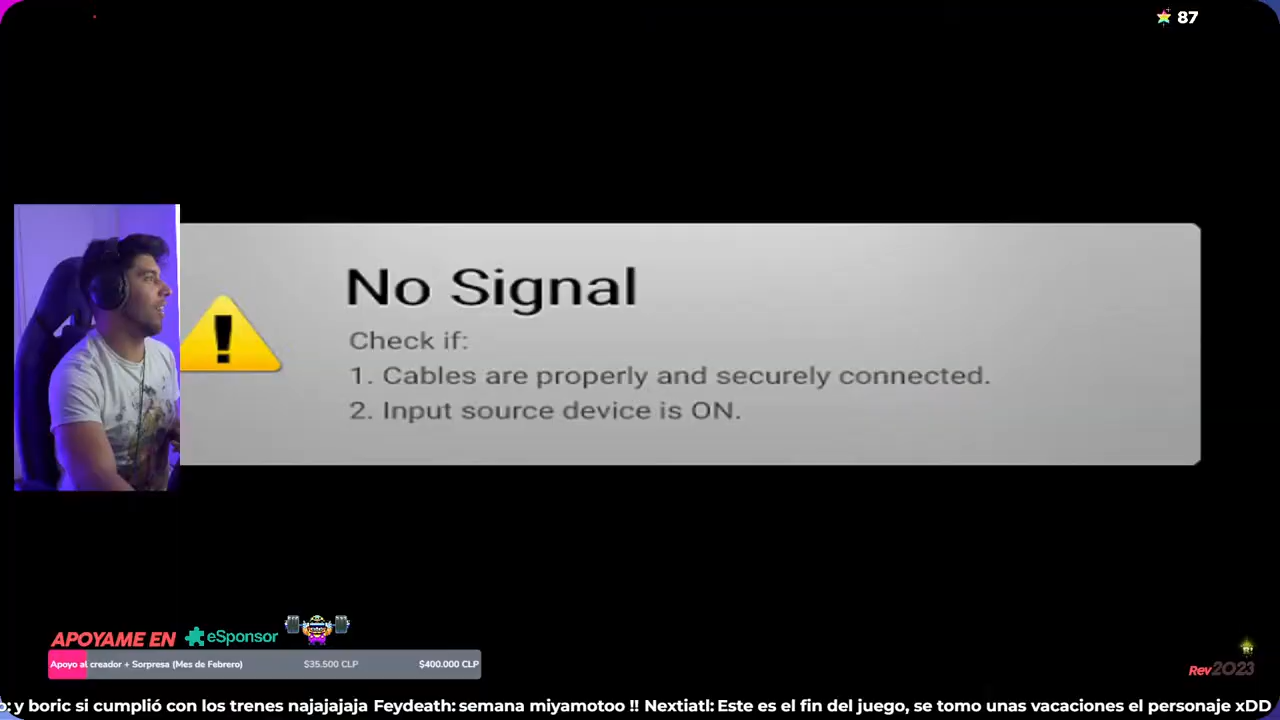 87
No Signal
Check if:
1. Cables are properly and securely connected.
2. Input source device is ON.
APOYAME EN eSponsor
Apoyo al creador + Sorpresa (Mes de Febrero) $35.500 CLP $400.000 CLP
Rev2023
o: y boric si cumplió con los trenes najajajaja Feydeath: semana miyamotoo !! Nextiatl: Este es el fin del juego, se tomo unas vacaciones el personaje xDD